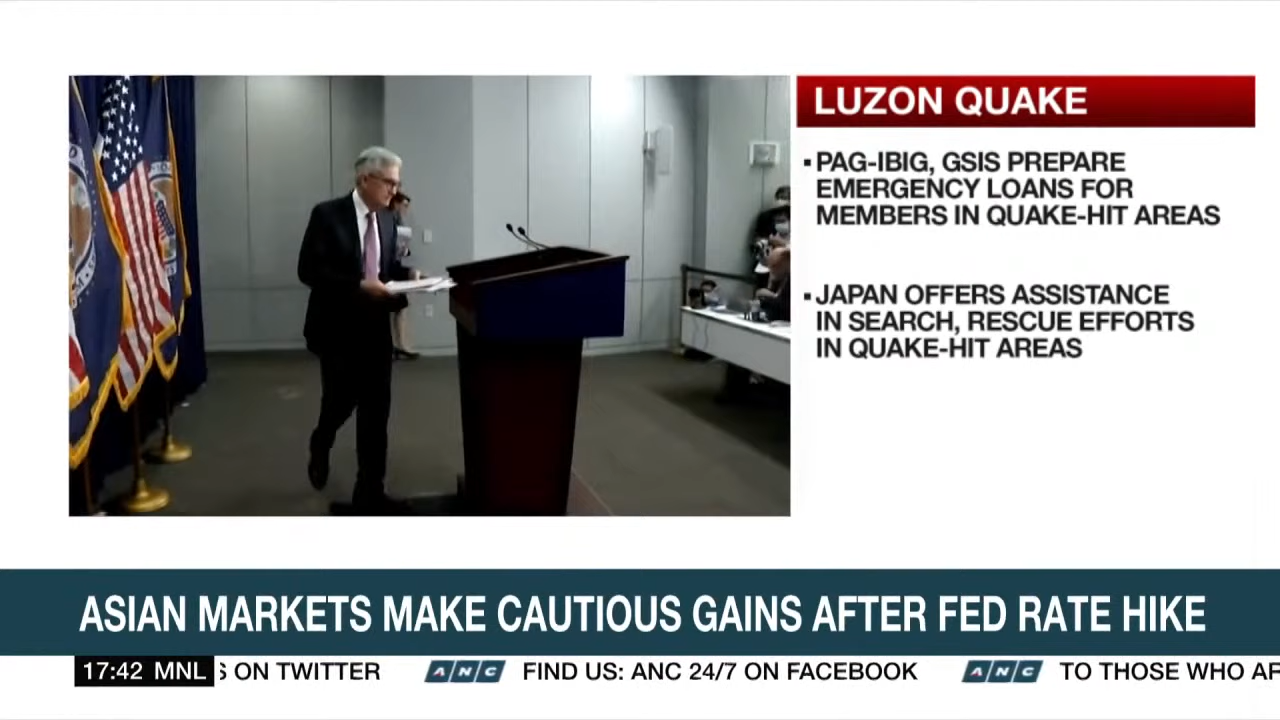 LUZON QUAKE
▪PAG-IBIG, GSIS PREPARE
EMERGENCY LOANS FOR
MEMBERS IN QUAKE-HIT AREAS
▪JAPAN OFFERS ASSISTANCE
IN SEARCH, RESCUE EFFORTS
IN QUAKE-HIT AREAS
ASIAN MARKETS MAKE CAUTIOUS GAINS AFTER FED RATE HIKE
17:42 MNL S ON TWITTER ANC FIND US: ANC 24/7 ON FACEBOOK ANC TO THOSE WHO AR